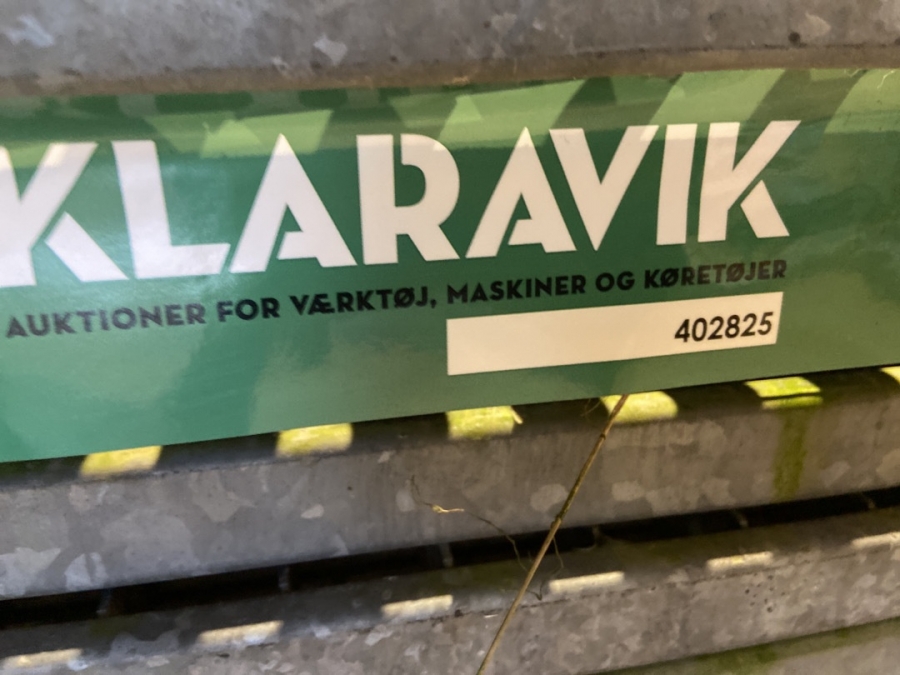 KLARAVIK
AUKTIONER FOR VÆRKTØJ, MASKINER OG KØRETØJER
402825